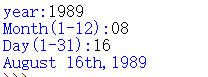 year:1989
Month(1-12):08
Day(1-31):16
August 16th,1989
```